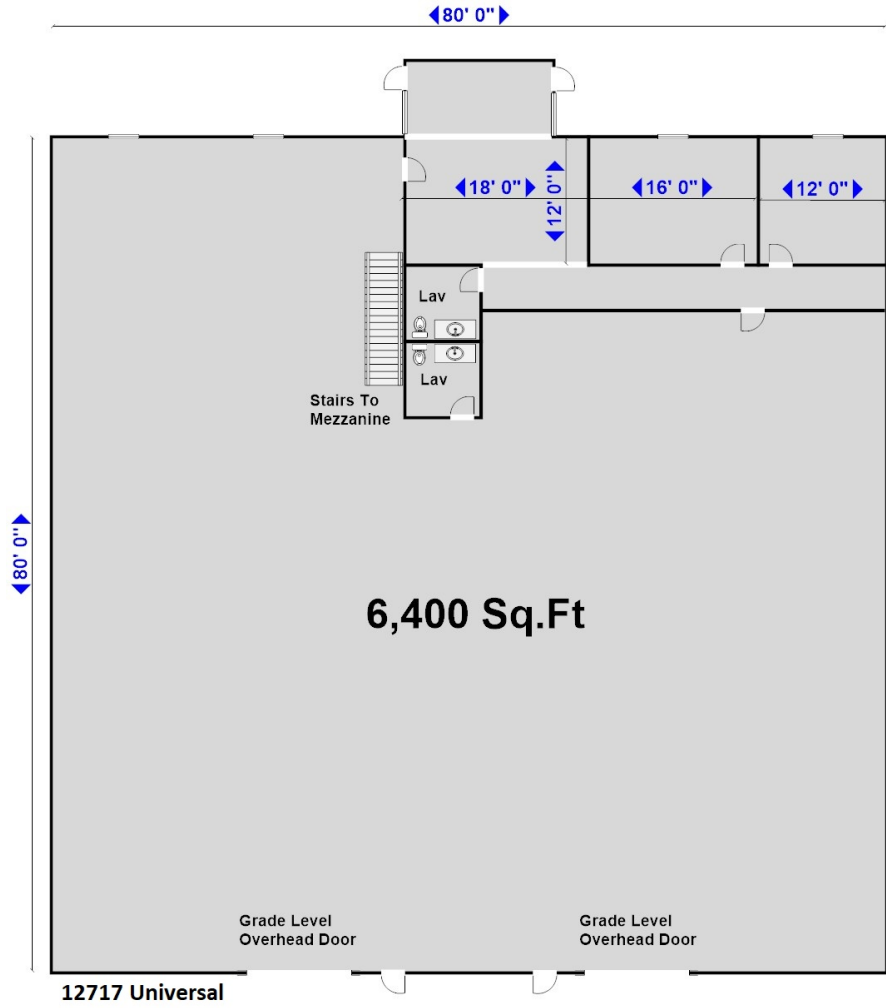 80' 0"
18' 0"
12' 0"
16' 0"
12' 0"
Lav
Lav
Stairs To
Mezzanine
80' 0"
6,400 Sq.Ft
Grade Level
Overhead Door
Grade Level
Overhead Door
12717 Universal